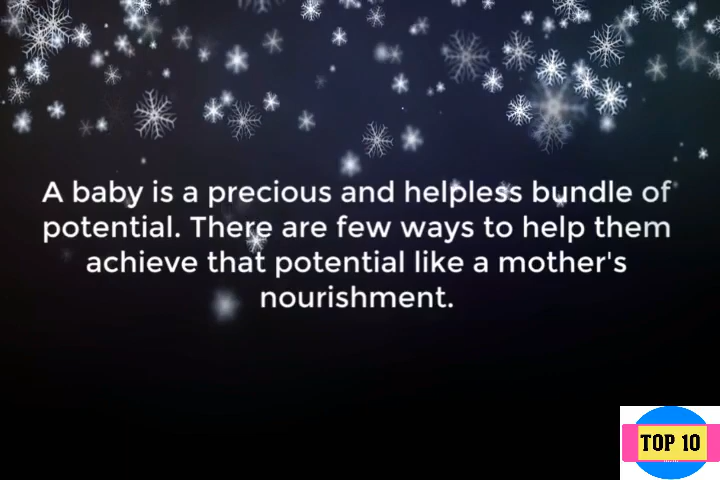 A baby is a precious and helpless bundle of
potential. There are few ways to help them
achieve that potential like a mother's
nourishment.
TOP 10